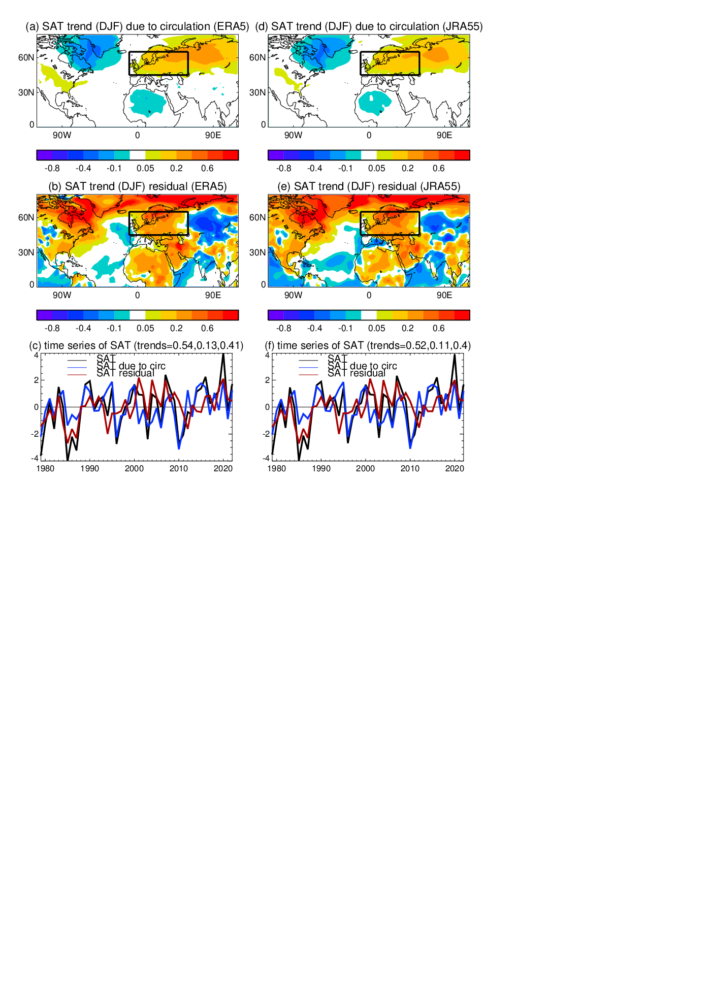 (a) SAT trend (DJF) due to circulation (ERA5)
60N
30N
0
90W 0 90E
-0.8 -0.4 -0.1 0.05 0.2 0.6
(b) SAT trend (DJF) residual (ERA5)
60N
30N
0
90W 0 90E
-0.8 -0.4 -0.1 0.05 0.2 0.6
(c) time series of SAT (trends=0.54,0.13,0.41)
SAT
SAT due to circ
SAT residual
4
2
0
-2
-4
1980 1990 2000 2010 2020
(d) SAT trend (DJF) due to circulation (JRA55)
60N
30N
0
90W 0 90E
-0.8 -0.4 -0.1 0.05 0.2 0.6
(e) SAT trend (DJF) residual (JRA55)
60N
30N
0
90W 0 90E
-0.8 -0.4 -0.1 0.05 0.2 0.6
(f) time series of SAT (trends=0.52,0.11,0.4)
SAT
SAT due to circ
SAT residual
4
2
0
-2
-4
1980 1990 2000 2010 2020